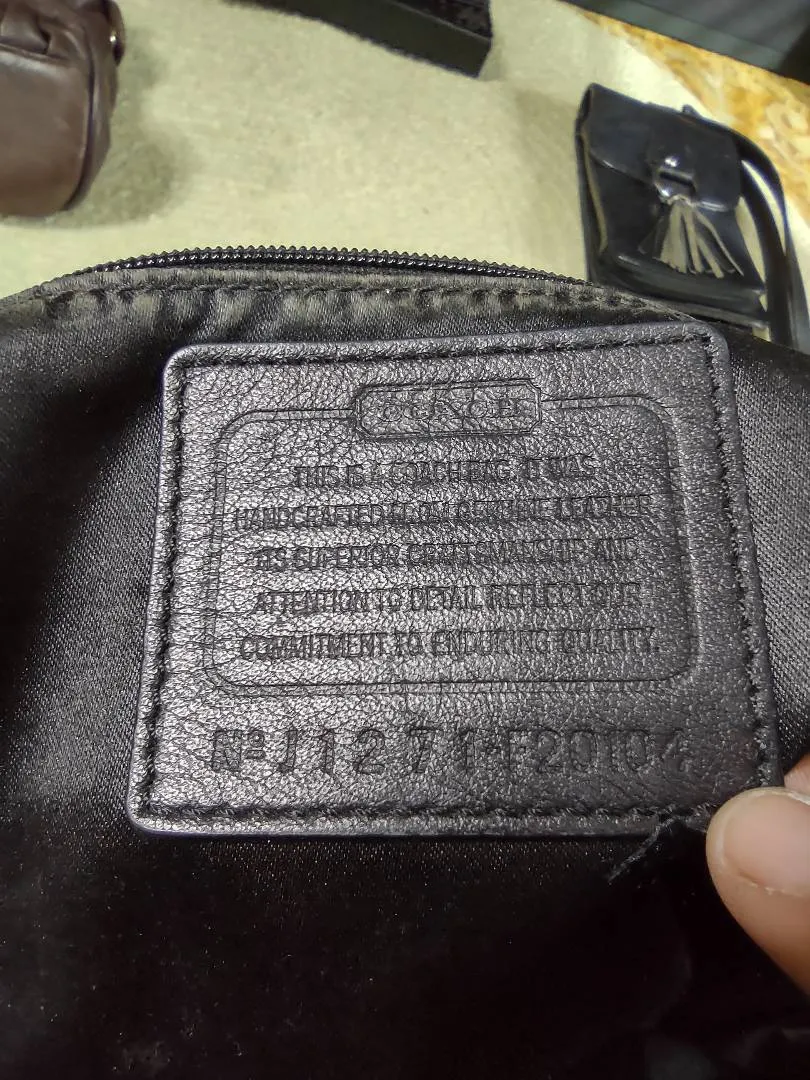 COACH
THIS IS A COACH BAG. IT WAS
HANDCRAFTED FROM GENUINE LEATHER
ITS SUPERIOR CRAFTSMANSHIP AND
ATTENTION TO DETAIL REFLECT OUR
COMMITMENT TO ENDURING QUALITY.
Nº J1271-F20104